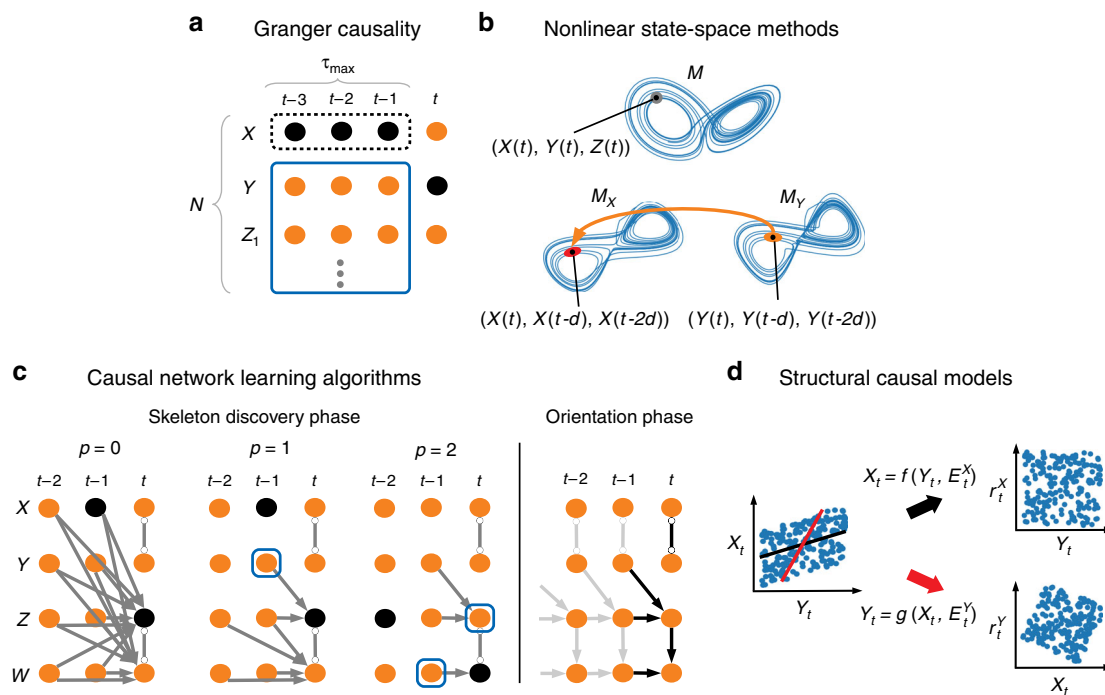 a Granger causality
τmax
t–3 t–2 t–1 t
X
Y
N
Z1
b Nonlinear state-space methods
M
(X(t), Y(t), Z(t))
MX MY
(X(t), X(t-d), X(t-2d)) (Y(t), Y(t-d), Y(t-2d))
c Causal network learning algorithms
Skeleton discovery phase Orientation phase
p = 0 p = 1 p = 2
t–2 t–1 t t–2 t–1 t t–2 t–1 t t–2 t–1 t
X
Y
Z
W
d Structural causal models
Xt = f (Yt, EtX)
rtX
Yt
Xt
Yt
Yt = g (Xt, EtY)
rtY
Xt